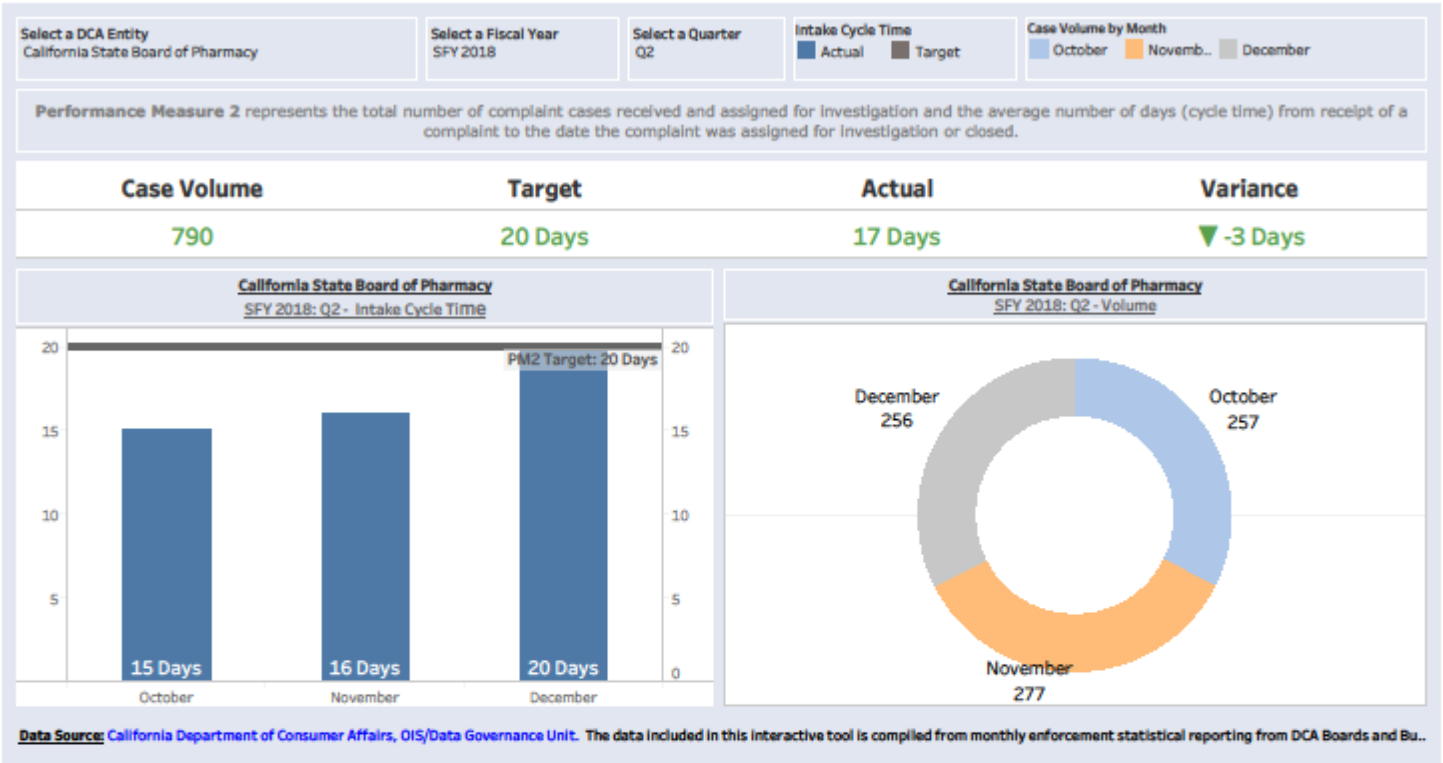 Select a DCA Entity
California State Board of Pharmacy
Select a Fiscal Year
SFY 2018
Select a Quarter
Q2
Intake Cycle Time
Actual
Target
Case Volume by Month
October
Novemb..
December
Performance Measure 2 represents the total number of complaint cases received and assigned for investigation and the average number of days (cycle time) from receipt of a
complaint to the date the complaint was assigned for investigation or closed.
Case Volume
Target
Actual
Variance
790
20 Days
17 Days
▼ -3 Days
California State Board of Pharmacy
SFY 2018: Q2 - Intake Cycle Time
20
15
10
5
PM2 Target: 20 Days
20
15
10
5
0
15 Days
16 Days
20 Days
October
November
December
California State Board of Pharmacy
SFY 2018: Q2 - Volume
December
256
October
257
November
277
Data Source: California Department of Consumer Affairs, OIS/Data Governance Unit. The data included in this interactive tool is compiled from monthly enforcement statistical reporting from DCA Boards and Bu..